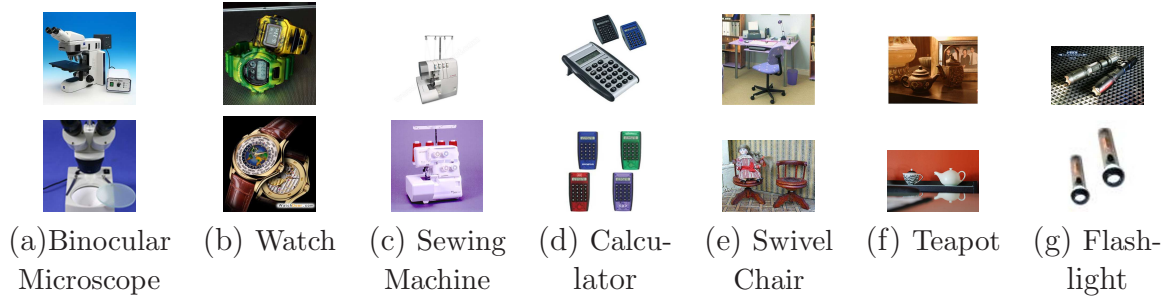 (a)Binocular
Microscope
(b) Watch
(c) Sewing
Machine
(d) Calcu-
lator
(e) Swivel
Chair
(f) Teapot
(g) Flash-
light